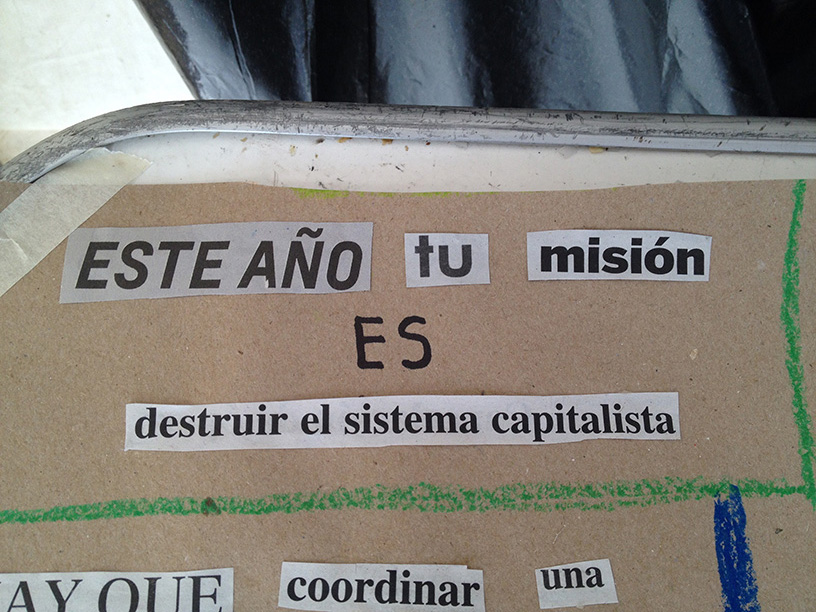 ESTE AÑO tu misión
ES
destruir el sistema capitalista
AY QUE coordinar una